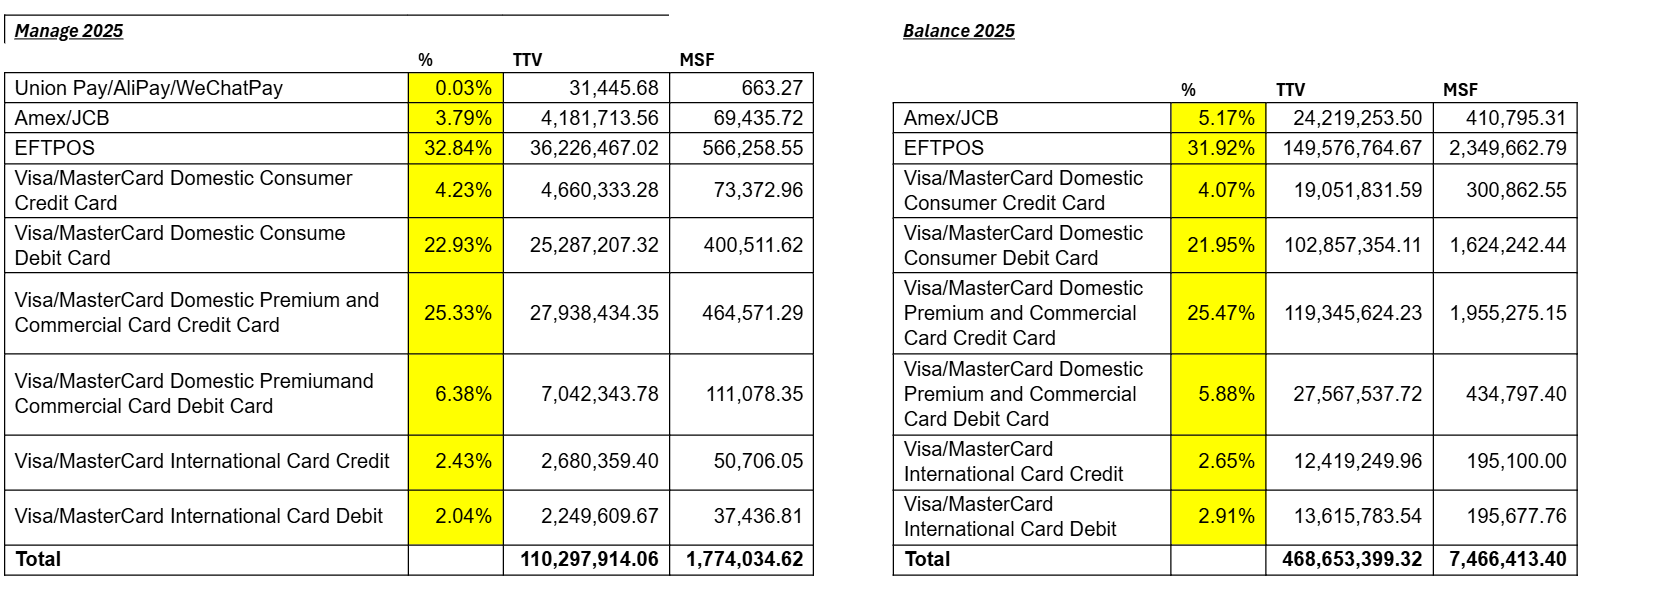 Manage 2025
% TTV MSF
Union Pay/AliPay/WeChatPay 0.03% 31,445.68 663.27
Amex/JCB 3.79% 4,181,713.56 69,435.72
EFTPOS 32.84% 36,226,467.02 566,258.55
Visa/MasterCard Domestic Consumer
Credit Card 4.23% 4,660,333.28 73,372.96
Visa/MasterCard Domestic Consume
Debit Card 22.93% 25,287,207.32 400,511.62
Visa/MasterCard Domestic Premium and
Commercial Card Credit Card 25.33% 27,938,434.35 464,571.29
Visa/MasterCard Domestic Premiumand
Commercial Card Debit Card 6.38% 7,042,343.78 111,078.35
Visa/MasterCard International Card Credit 2.43% 2,680,359.40 50,706.05
Visa/MasterCard International Card Debit 2.04% 2,249,609.67 37,436.81
Total 110,297,914.06 1,774,034.62
Balance 2025
% TTV MSF
Amex/JCB 5.17% 24,219,253.50 410,795.31
EFTPOS 31.92% 149,576,764.67 2,349,662.79
Visa/MasterCard Domestic
Consumer Credit Card 4.07% 19,051,831.59 300,862.55
Visa/MasterCard Domestic
Consumer Debit Card 21.95% 102,857,354.11 1,624,242.44
Visa/MasterCard Domestic
Premium and Commercial
Card Credit Card 25.47% 119,345,624.23 1,955,275.15
Visa/MasterCard Domestic
Premium and Commercial
Card Debit Card 5.88% 27,567,537.72 434,797.40
Visa/MasterCard
International Card Credit 2.65% 12,419,249.96 195,100.00
Visa/MasterCard
International Card Debit 2.91% 13,615,783.54 195,677.76
Total 468,653,399.32 7,466,413.40